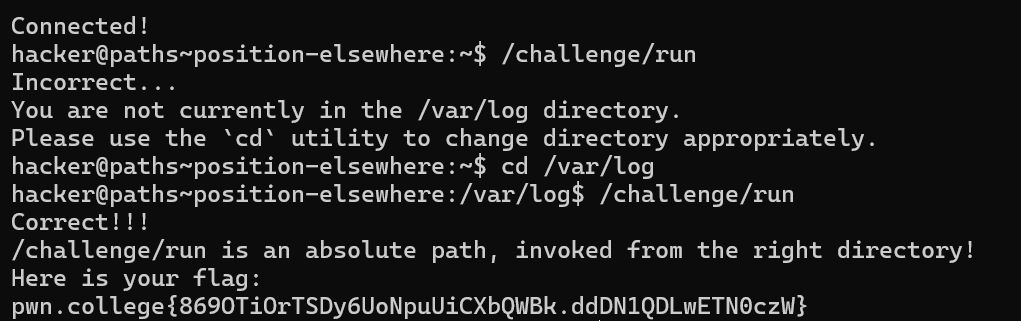 Connected!
hacker@paths~position-elsewhere:~$ /challenge/run
Incorrect...
You are not currently in the /var/log directory.
Please use the `cd` utility to change directory appropriately.
hacker@paths~position-elsewhere:~$ cd /var/log
hacker@paths~position-elsewhere:/var/log$ /challenge/run
Correct!!!
/challenge/run is an absolute path, invoked from the right directory!
Here is your flag:
pwn.college{869OTiOrTSDy6UoNpuUiCXbQWBk.ddDN1QDLwETN0czW}